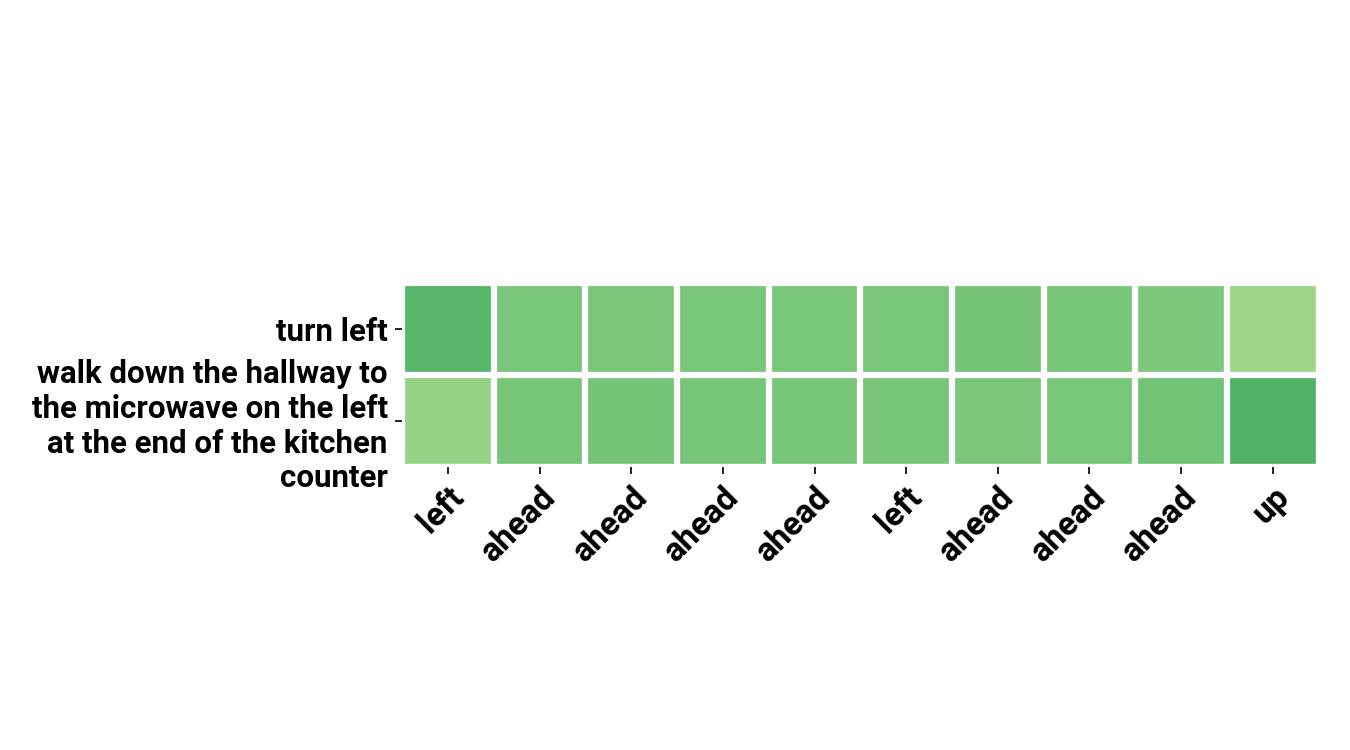 turn left
walk down the hallway to
the microwave on the left
at the end of the kitchen
counter
left
ahead
ahead
ahead
ahead
left
ahead
ahead
ahead
up